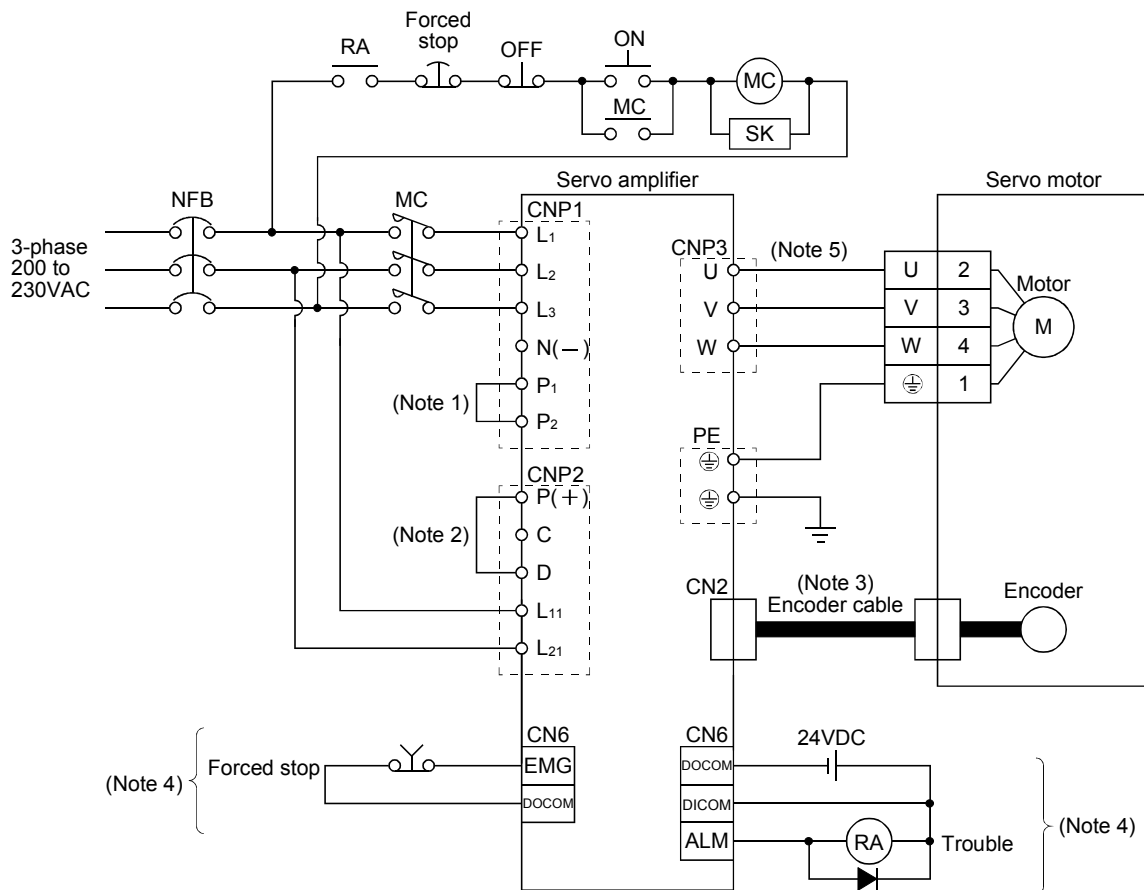 Forced
stop
RA
OFF
ON
MC
MC
SK
Servo amplifier
Servo motor
NFB
MC
CNP1
3-phase
200 to
230VAC
L1
L2
L3
N(—)
P1
P2
(Note 1)
CNP3
U
V
W
(Note 5)
U 2
V 3
W 4
1
Motor
M
PE
CNP2
P(+)
C
D
L11
L21
(Note 2)
CN2
(Note 3)
Encoder cable
Encoder
(Note 4)
Forced stop
CN6
EMG
DOCOM
CN6
DOCOM
DICOM
ALM
24VDC
RA
Trouble
(Note 4)